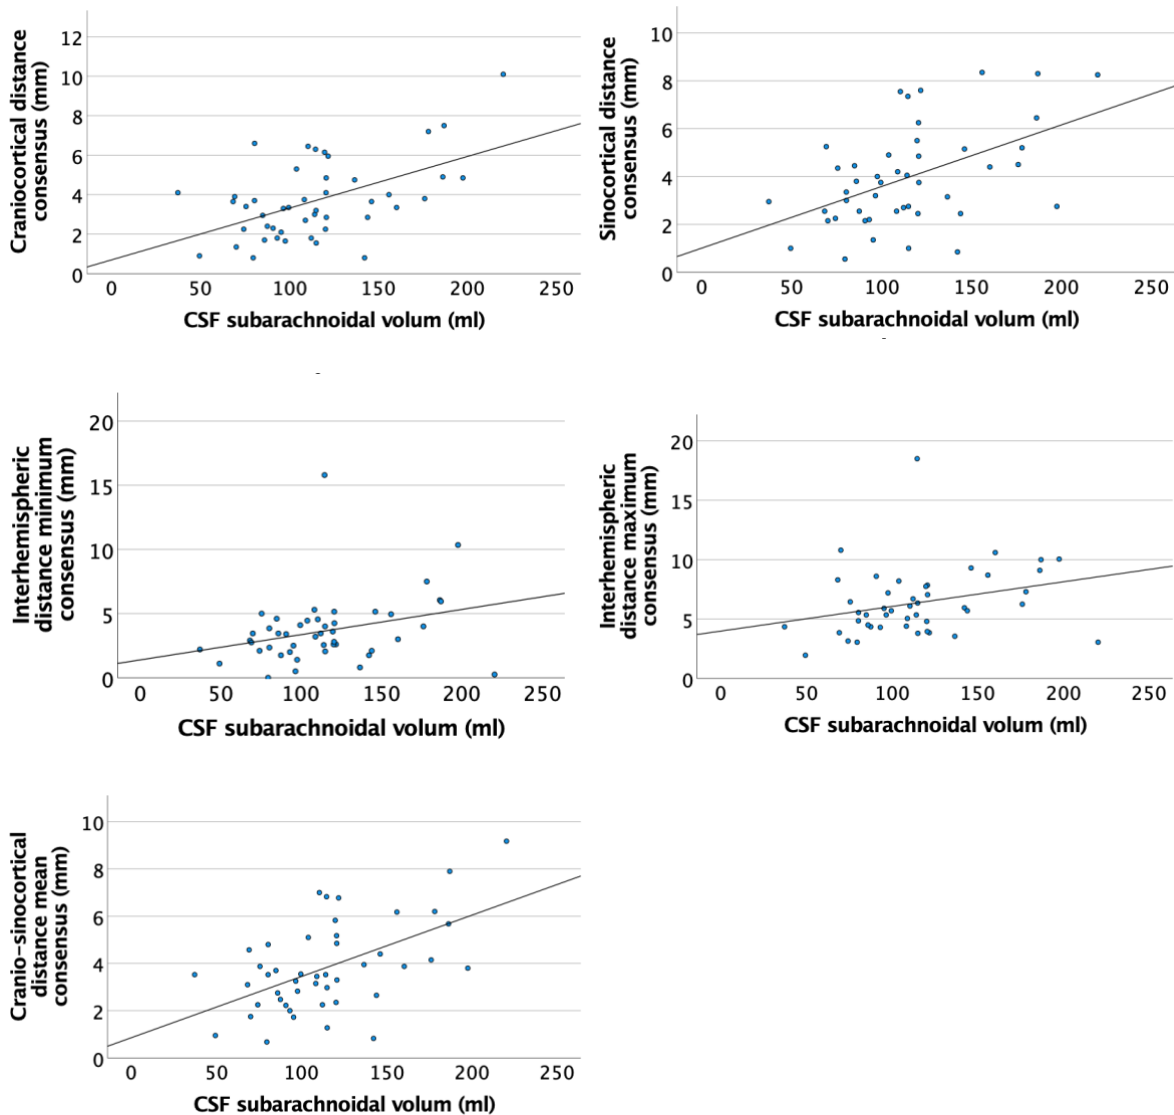 Craniocortical distance
consensus (mm)
12
10
8
6
4
2
0
0 50 100 150 200 250
CSF subarachnoidal volum (ml)
Sinocortical distance
consensus (mm)
10
8
6
4
2
0
0 50 100 150 200 250
CSF subarachnoidal volum (ml)
Interhemispheric
distance minimum
consensus (mm)
20
15
10
5
0
0 50 100 150 200 250
CSF subarachnoidal volum (ml)
Interhemispheric
distance maximum
consensus (mm)
20
15
10
5
0
0 50 100 150 200 250
CSF subarachnoidal volum (ml)
Cranio-sinocortical
distance mean
consensus (mm)
10
8
6
4
2
0
0 50 100 150 200 250
CSF subarachnoidal volum (ml)